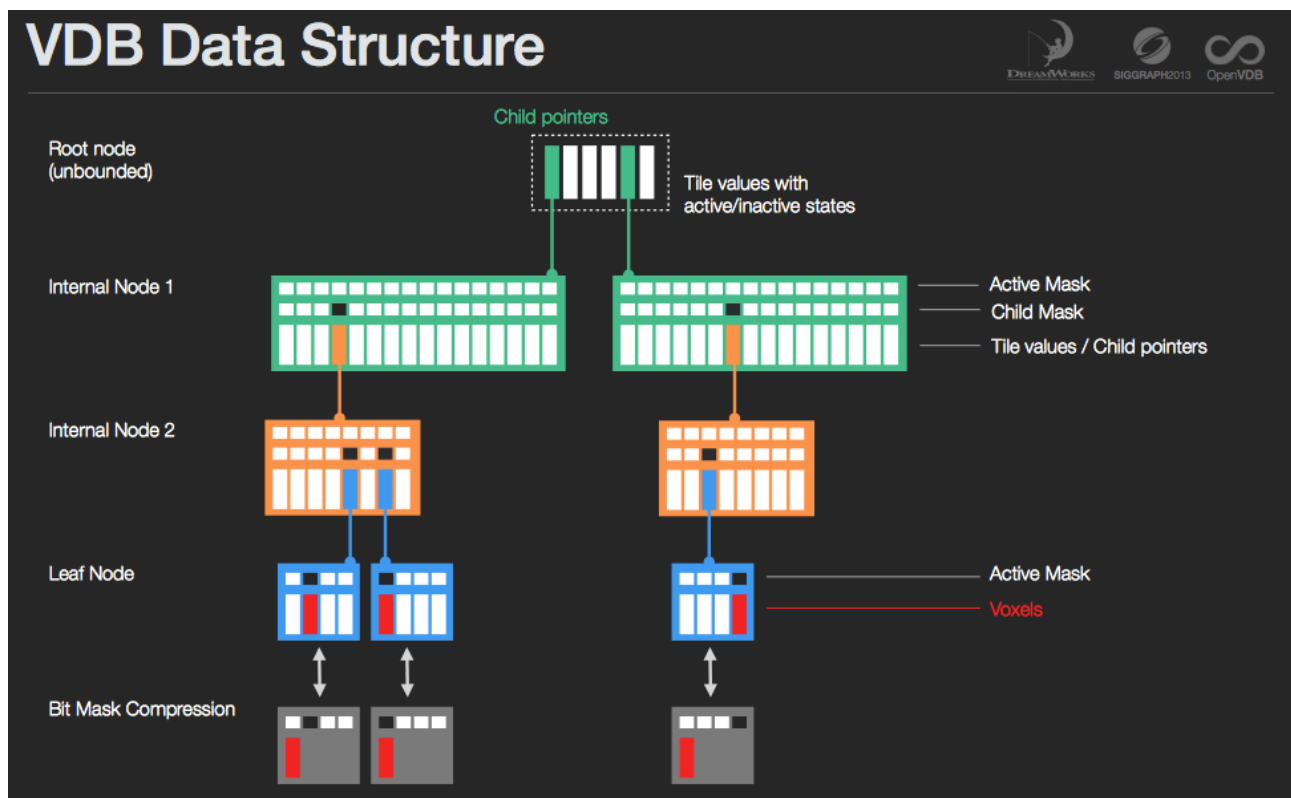 VDB Data Structure
DREAMWORKS
SIGGRAPH2013
OpenVDB
Child pointers
Root node
(unbounded)
Tile values with
active/inactive states
Internal Node 1
Active Mask
Child Mask
Tile values / Child pointers
Internal Node 2
Leaf Node
Active Mask
Voxels
Bit Mask Compression